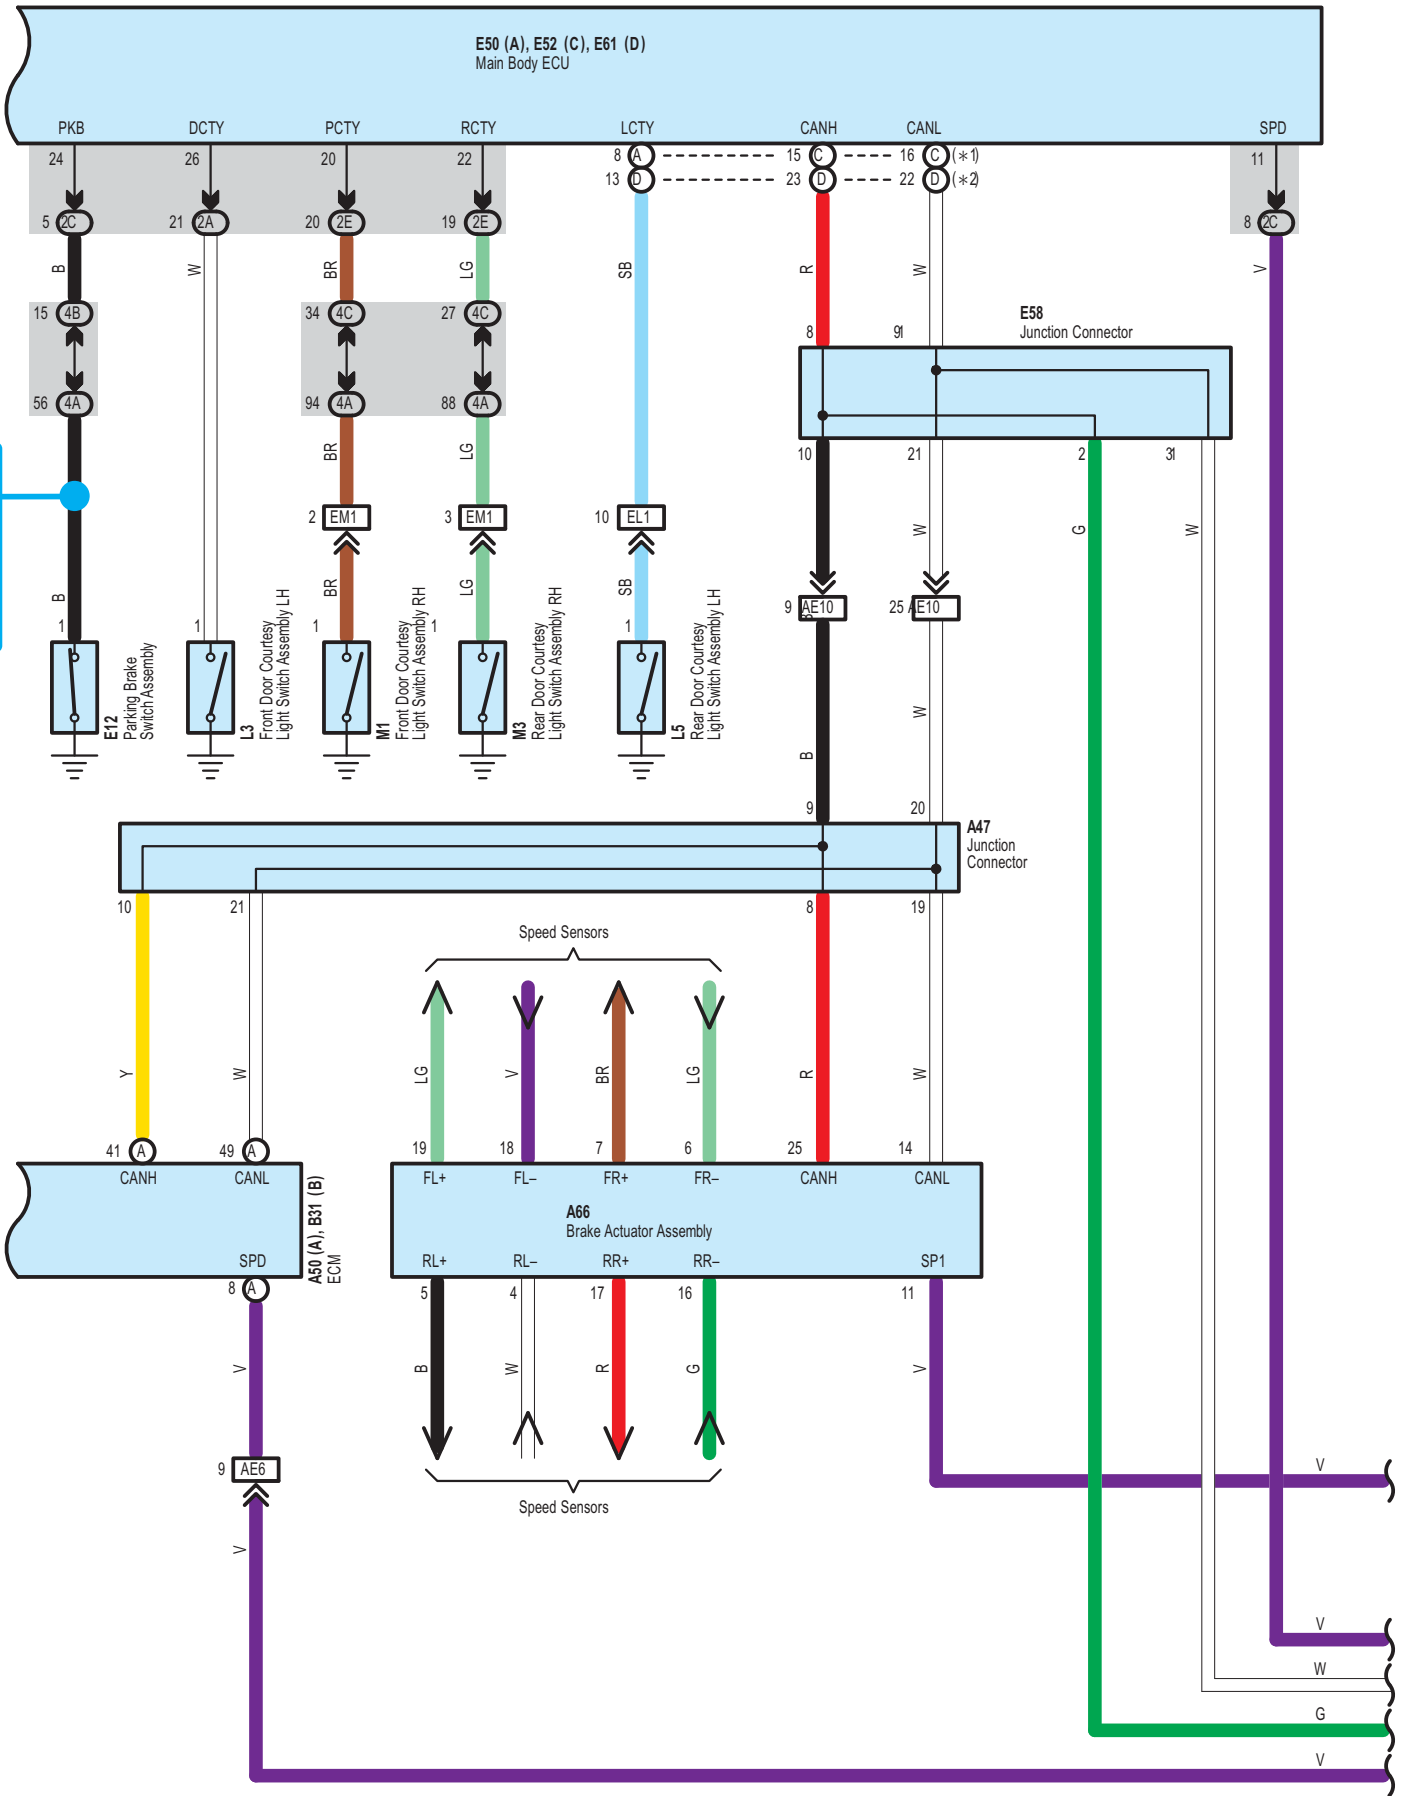 E50 (A), E52 (C), E61 (D)
Main Body ECU
PKB DCTY PCTY RCTY LCTY CANH CANL SPD
24 26 20 22 8 A 15 C 16 C (*1) 11
13 D 23 D 22 D (*2)
5 2C 21 2A 20 2E 19 2E 8 2C
B W BR LG SB R W V
15 4B 34 4C 27 4C
E58
Junction Connector
8 91
56 4A 94 4A 88 4A
BR LG
10 21 2 31
2 EM1 3 EM1 10 EL1
W G W
B BR LG SB
9 AE10 25 AE10
B
1 1 1 1 1
E12
Parking Brake
Switch Assembly
L3
Front Door Courtesy
Light Switch Assembly LH
M1
Front Door Courtesy
Light Switch Assembly RH
M3
Rear Door Courtesy
Light Switch Assembly RH
L5
Rear Door Courtesy
Light Switch Assembly LH
W
B
9 20
A47
Junction
Connector
10 21 8 19
Speed Sensors
Y W LG V BR LG R W
41 A 49 A 19 18 7 6 25 14
CANH CANL FL+ FL– FR+ FR– CANH CANL
A50 (A), B31 (B)
ECM
A66
Brake Actuator Assembly
SPD RL+ RL– RR+ RR– SP1
8 A 5 4 17 16 11
V B W R G V
9 AE6
V
Speed Sensors
V
V
W
G
V